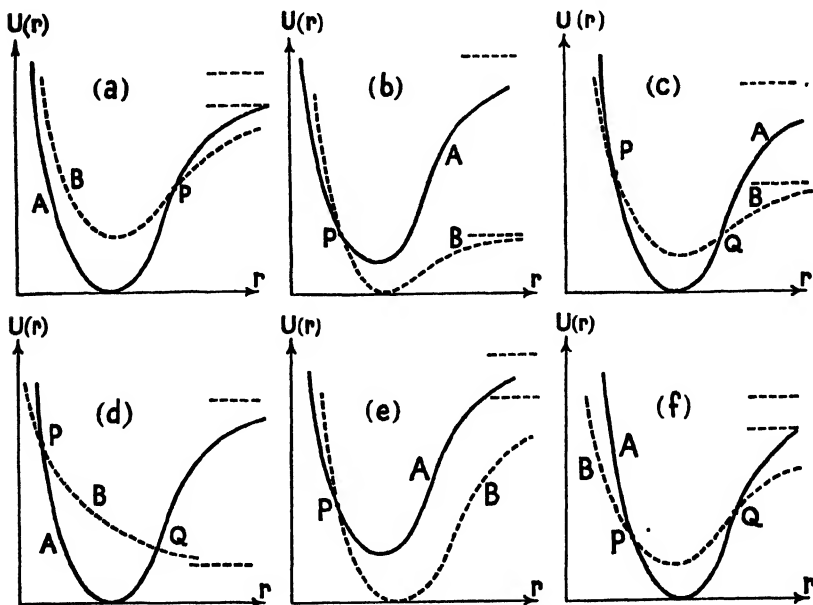 U(r) (a) A B P r
U(r) (b) A P B r
U(r) (c) P A B Q r
U(r) (d) P B A Q r
U(r) (e) A P B r
U(r) (f) A B P Q r